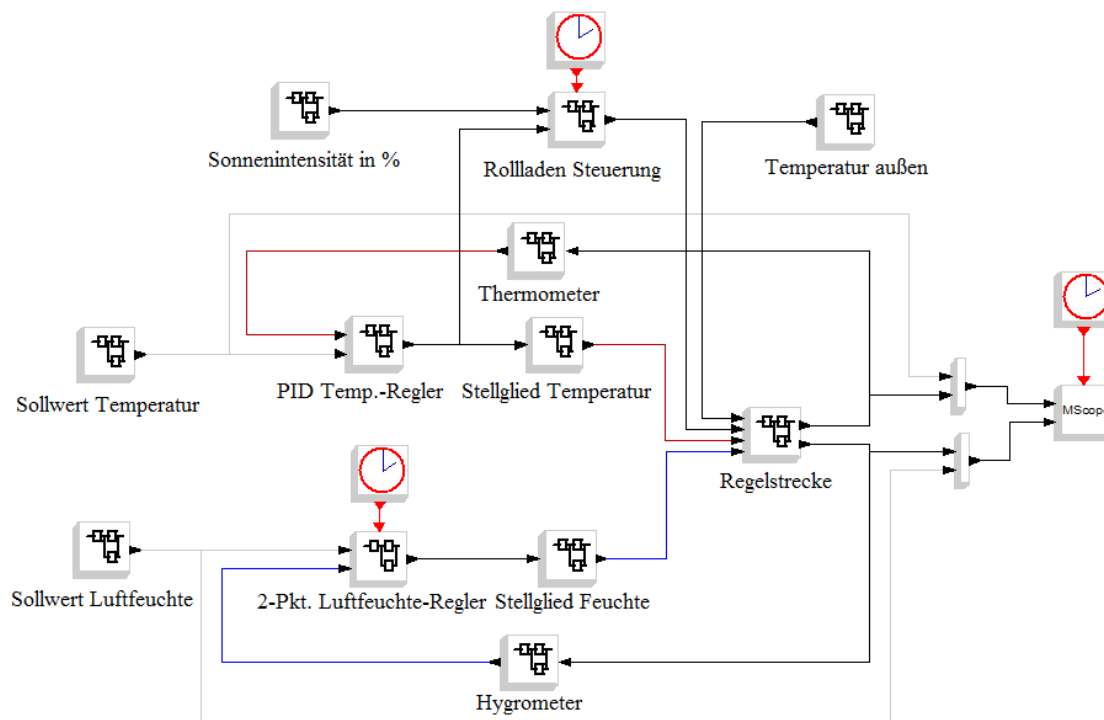 Sonnenintensität in %
Rollladen Steuerung
Temperatur außen
Thermometer
Sollwert Temperatur
PID Temp.-Regler
Stellglied Temperatur
MScope
Regelstrecke
Sollwert Luftfeuchte
2-Pkt. Luftfeuchte-Regler
Stellglied Feuchte
Hygrometer